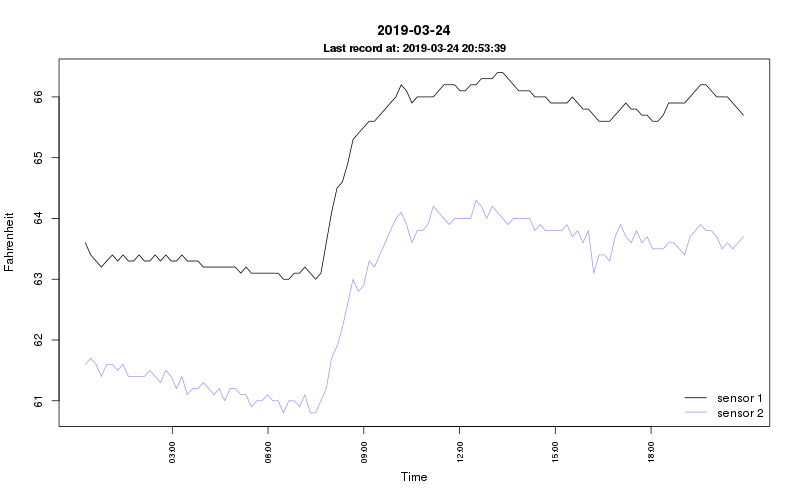 2019-03-24
Last record at: 2019-03-24 20:53:39
Fahrenheit
66
65
64
63
62
61
sensor 1
sensor 2
03:00
06:00
09:00
12:00
15:00
18:00
Time